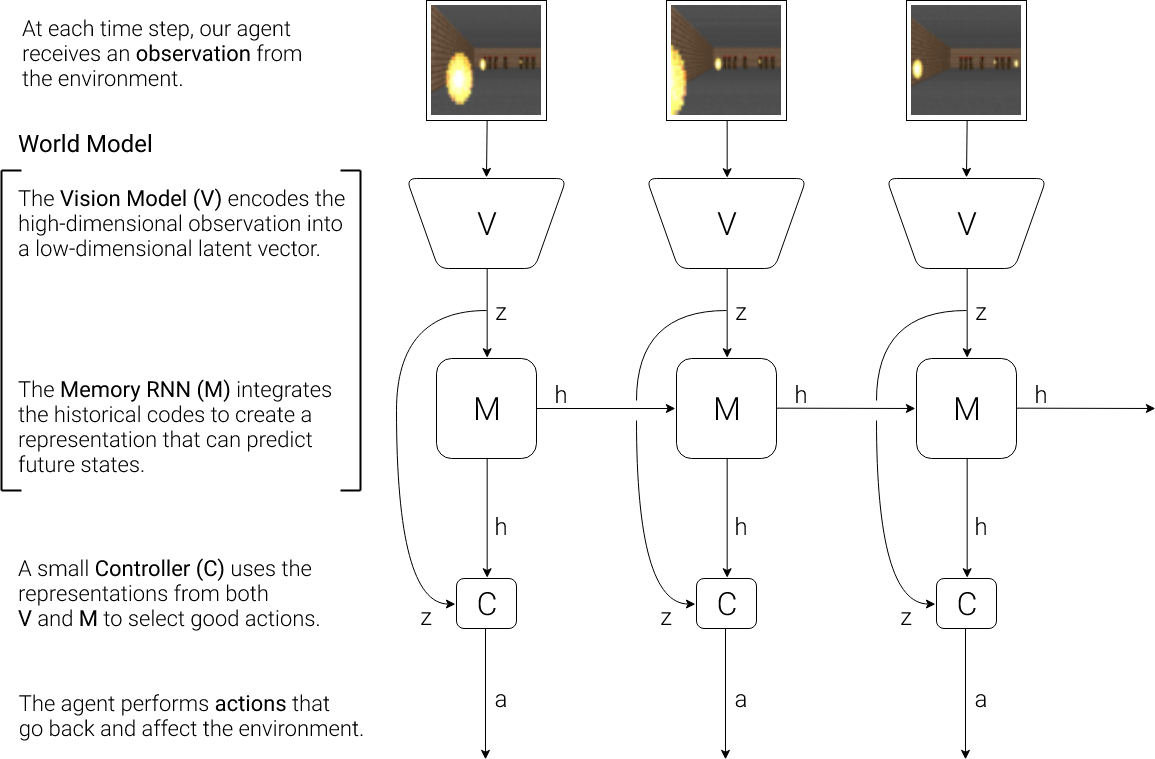 At each time step, our agent
receives an observation from
the environment.
World Model
The Vision Model (V) encodes the
high-dimensional observation into
a low-dimensional latent vector.
V
V
V
z
z
z
The Memory RNN (M) integrates
the historical codes to create a
representation that can predict
future states.
M
h
M
h
M
h
h
h
h
A small Controller (C) uses the
representations from both
V and M to select good actions.
z
C
z
C
z
C
The agent performs actions that
go back and affect the environment.
a
a
a